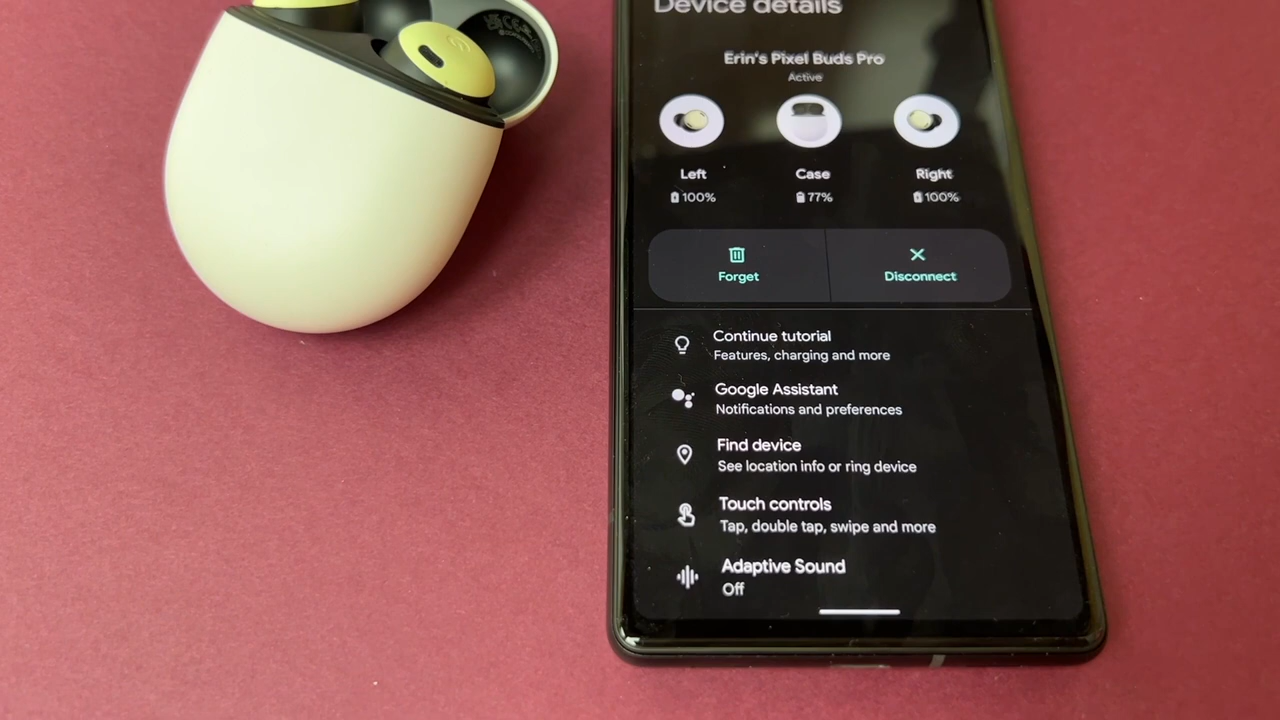 Device details
Erin's Pixel Buds Pro
Active
Left
Case
Right
100%
77%
100%
Forget
Disconnect
Continue tutorial
Features, charging and more
Google Assistant
Notifications and preferences
Find device
See location info or ring device
Touch controls
Tap, double tap, swipe and more
Adaptive Sound
Off